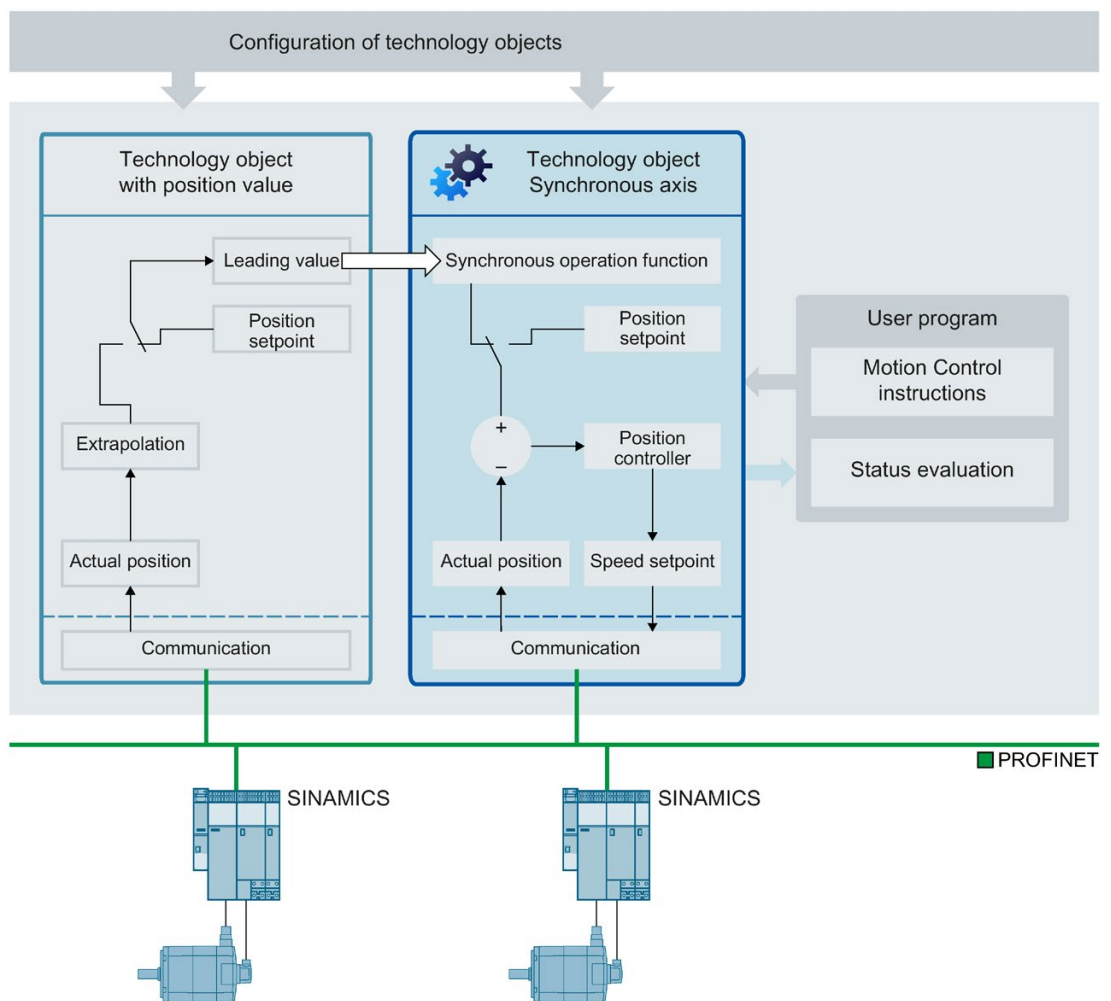 Configuration of technology objects
Technology object
with position value
Leading value
Position
setpoint
Extrapolation
Actual position
Communication
Technology object
Synchronous axis
Synchronous operation function
Position
setpoint
+
–
Position
controller
Actual position
Speed setpoint
Communication
User program
Motion Control
instructions
Status evaluation
PROFINET
SINAMICS
SINAMICS